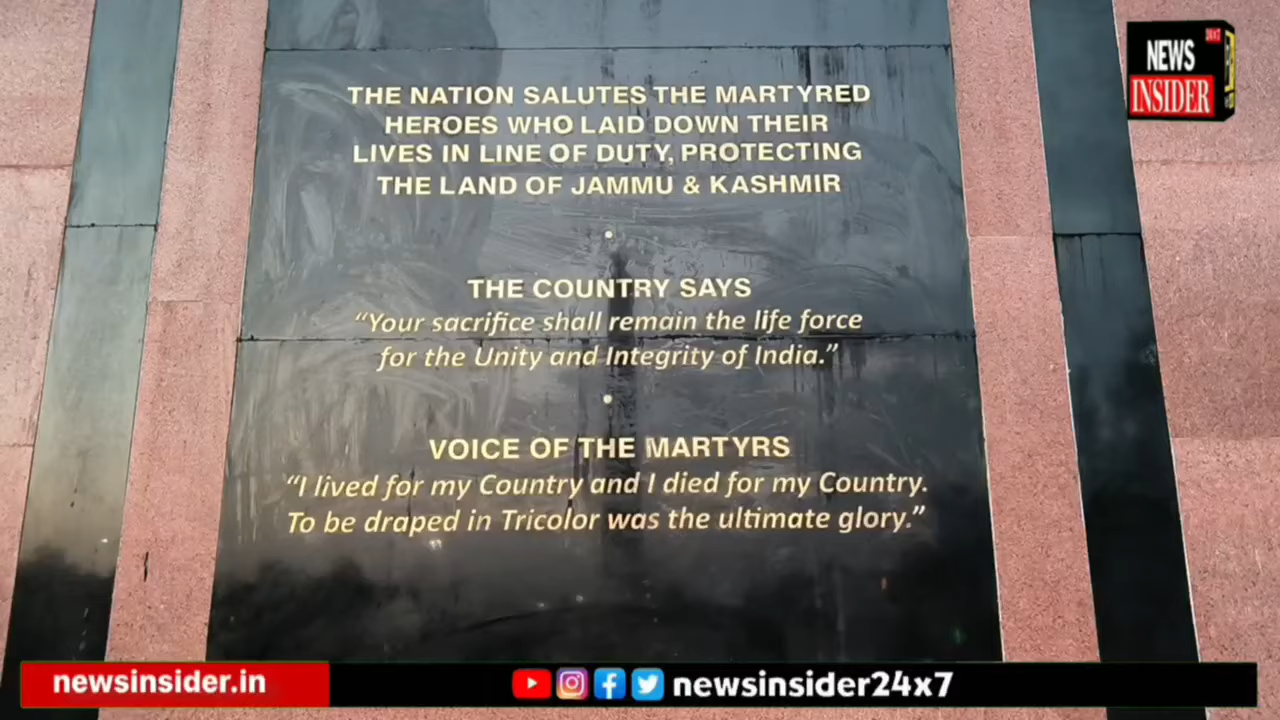 THE NATION SALUTES THE MARTYRED
HEROES WHO LAID DOWN THEIR
LIVES IN LINE OF DUTY, PROTECTING
THE LAND OF JAMMU & KASHMIR
THE COUNTRY SAYS
“Your sacrifice shall remain the life force
for the Unity and Integrity of India.”
VOICE OF THE MARTYRS
“I lived for my Country and I died for my Country.
To be draped in Tricolor was the ultimate glory.”
NEWS 24x7
INSIDER
newsinsider.in
newsinsider24x7